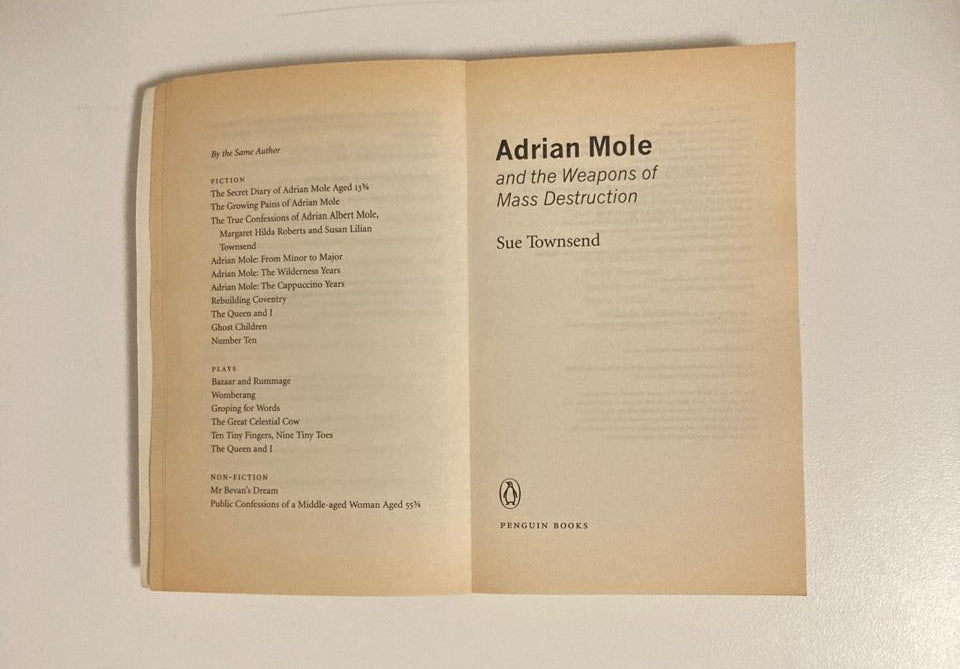 By the Same Author
FICTION
The Secret Diary of Adrian Mole Aged 13¾
The Growing Pains of Adrian Mole
The True Confessions of Adrian Albert Mole,
Margaret Hilda Roberts and Susan Lilian
Townsend
Adrian Mole: From Minor to Major
Adrian Mole: The Wilderness Years
Adrian Mole: The Cappuccino Years
Rebuilding Coventry
The Queen and I
Ghost Children
Number Ten
PLAYS
Bazaar and Rummage
Womberang
Groping for Words
The Great Celestial Cow
Ten Tiny Fingers, Nine Tiny Toes
The Queen and I
NON-FICTION
Mr Bevan's Dream
Public Confessions of a Middle-aged Woman Aged 55¾
Adrian Mole
and the Weapons of
Mass Destruction
Sue Townsend
PENGUIN BOOKS